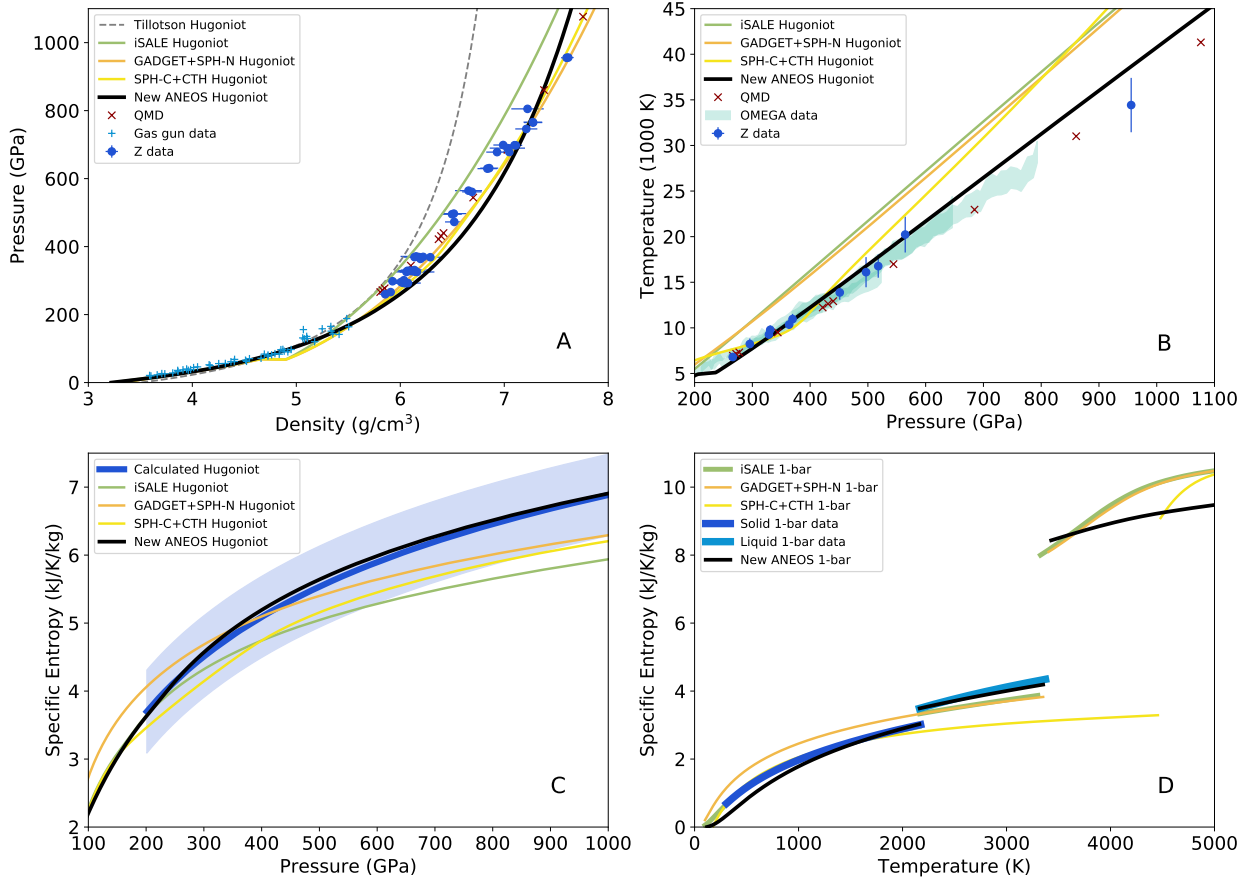 Tillotson Hugoniot
iSALE Hugoniot
GADGET+SPH-N Hugoniot
SPH-C+CTH Hugoniot
New ANEOS Hugoniot
QMD
Gas gun data
Z data
1000
800
600
400
200
0
Pressure (GPa)
3 4 5 6 7 8
Density (g/cm³)
A
iSALE Hugoniot
GADGET+SPH-N Hugoniot
SPH-C+CTH Hugoniot
New ANEOS Hugoniot
QMD
OMEGA data
Z data
45
40
35
30
25
20
15
10
5
Temperature (1000 K)
200 300 400 500 600 700 800 900 1000 1100
Pressure (GPa)
B
Calculated Hugoniot
iSALE Hugoniot
GADGET+SPH-N Hugoniot
SPH-C+CTH Hugoniot
New ANEOS Hugoniot
7
6
5
4
3
2
Specific Entropy (kJ/K/kg)
100 200 300 400 500 600 700 800 900 1000
Pressure (GPa)
C
iSALE 1-bar
GADGET+SPH-N 1-bar
SPH-C+CTH 1-bar
Solid 1-bar data
Liquid 1-bar data
New ANEOS 1-bar
10
8
6
4
2
0
Specific Entropy (kJ/K/kg)
0 1000 2000 3000 4000 5000
Temperature (K)
D